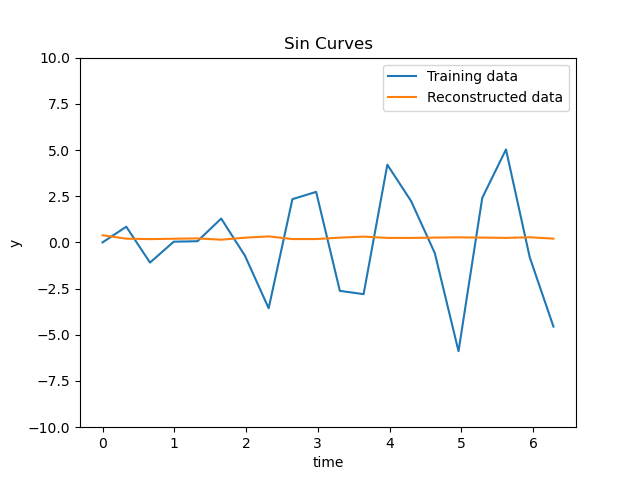 Sin Curves
Training data
Reconstructed data
10.0
7.5
5.0
2.5
0.0
−2.5
−5.0
−7.5
−10.0
y
0 1 2 3 4 5 6
time